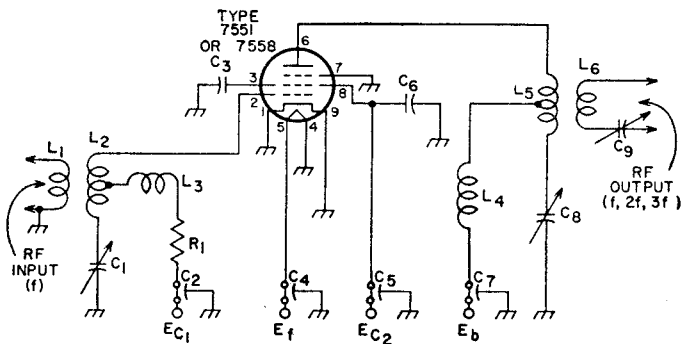 TYPE
7551
OR 7558
6
C3
3
2
7
8
1
5
4
9
C6
L1
L2
L3
L4
L5
L6
C9
RF
OUTPUT
(f, 2f, 3f)
C8
R1
RF
INPUT
(f)
C1
C2
C4
C5
C7
EC1
Ef
EC2
Eb